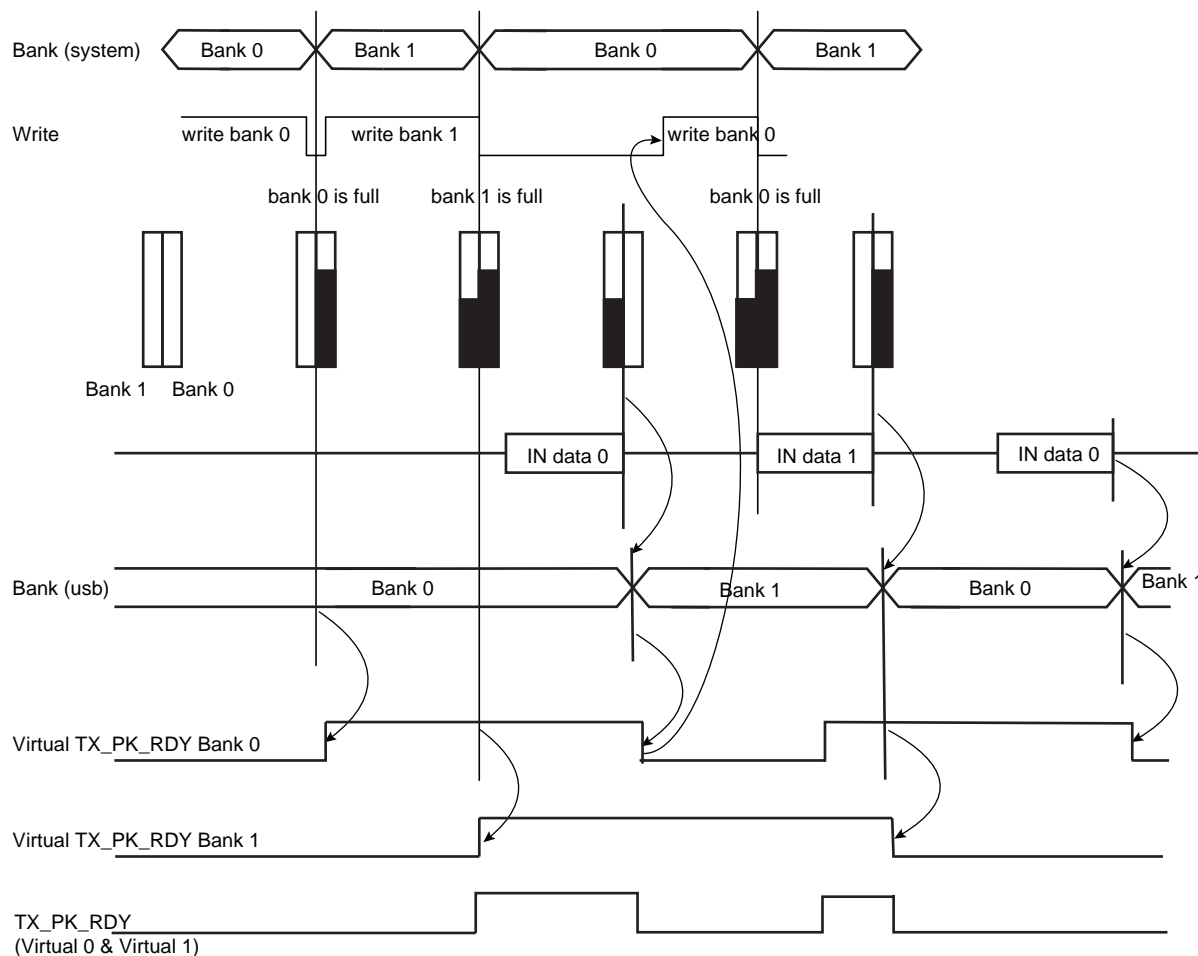 Bank (system)
Bank 0
Bank 1
Bank 0
Bank 1
Write
write bank 0
write bank 1
write bank 0
bank 0 is full
bank 1 is full
bank 0 is full
Bank 1
Bank 0
IN data 0
IN data 1
IN data 0
Bank (usb)
Bank 0
Bank 1
Bank 0
Bank 1
Virtual TX_PK_RDY Bank 0
Virtual TX_PK_RDY Bank 1
TX_PK_RDY
(Virtual 0 & Virtual 1)